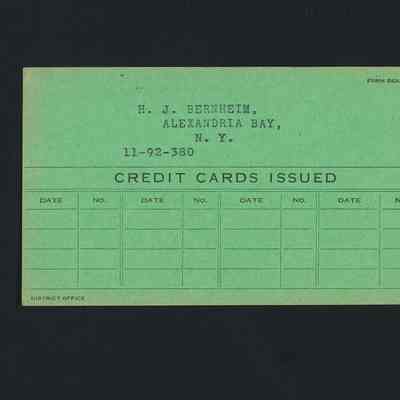 H. J. BERNHEIM,
ALEXANDRIA BAY,
N. Y.
11-92-380
CREDIT CARDS ISSUED
DATE NO. DATE NO. DATE NO. DATE
DISTRICT OFFICE